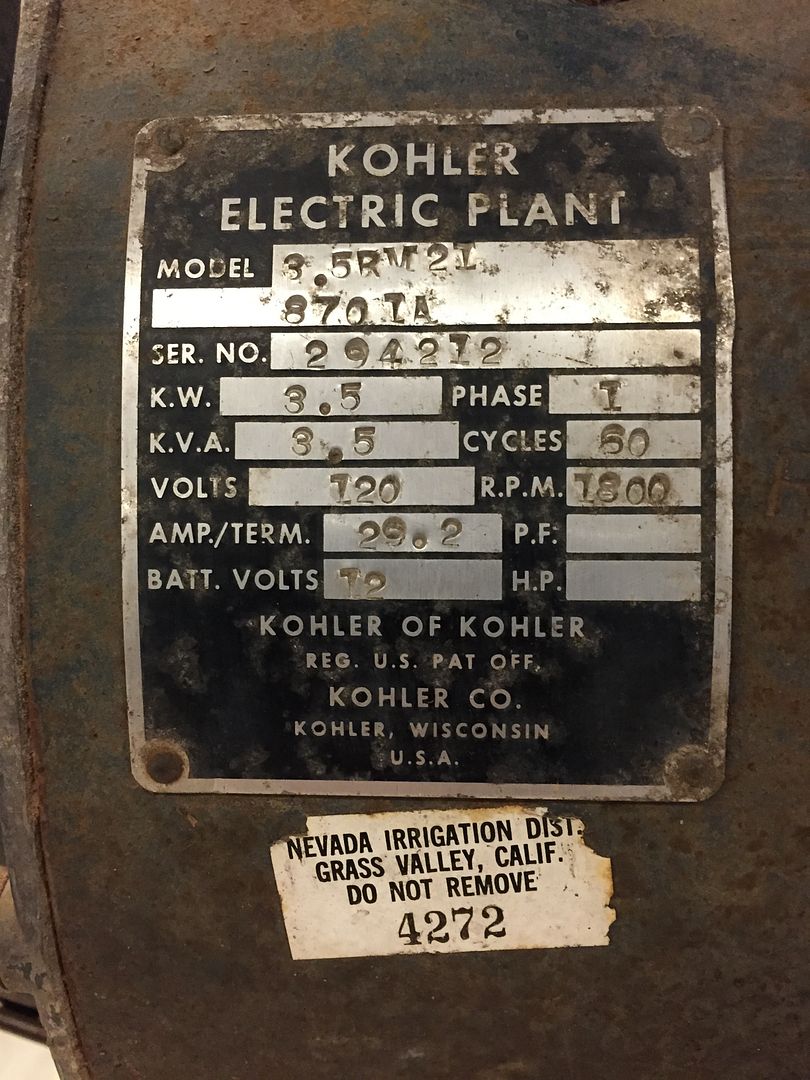 KOHLER
ELECTRIC PLANT
MODEL 3.5RM21
8701A
SER. NO. 294212
K.W. 3.5 PHASE 1
K.V.A. 3.5 CYCLES 60
VOLTS 120 R.P.M. 1800
AMP./TERM. 29.2 P.F.
BATT. VOLTS 12 H.P.
KOHLER OF KOHLER
REG. U.S. PAT OFF.
KOHLER CO.
KOHLER, WISCONSIN
U.S.A.
NEVADA IRRIGATION DIST.
GRASS VALLEY, CALIF.
DO NOT REMOVE
4272